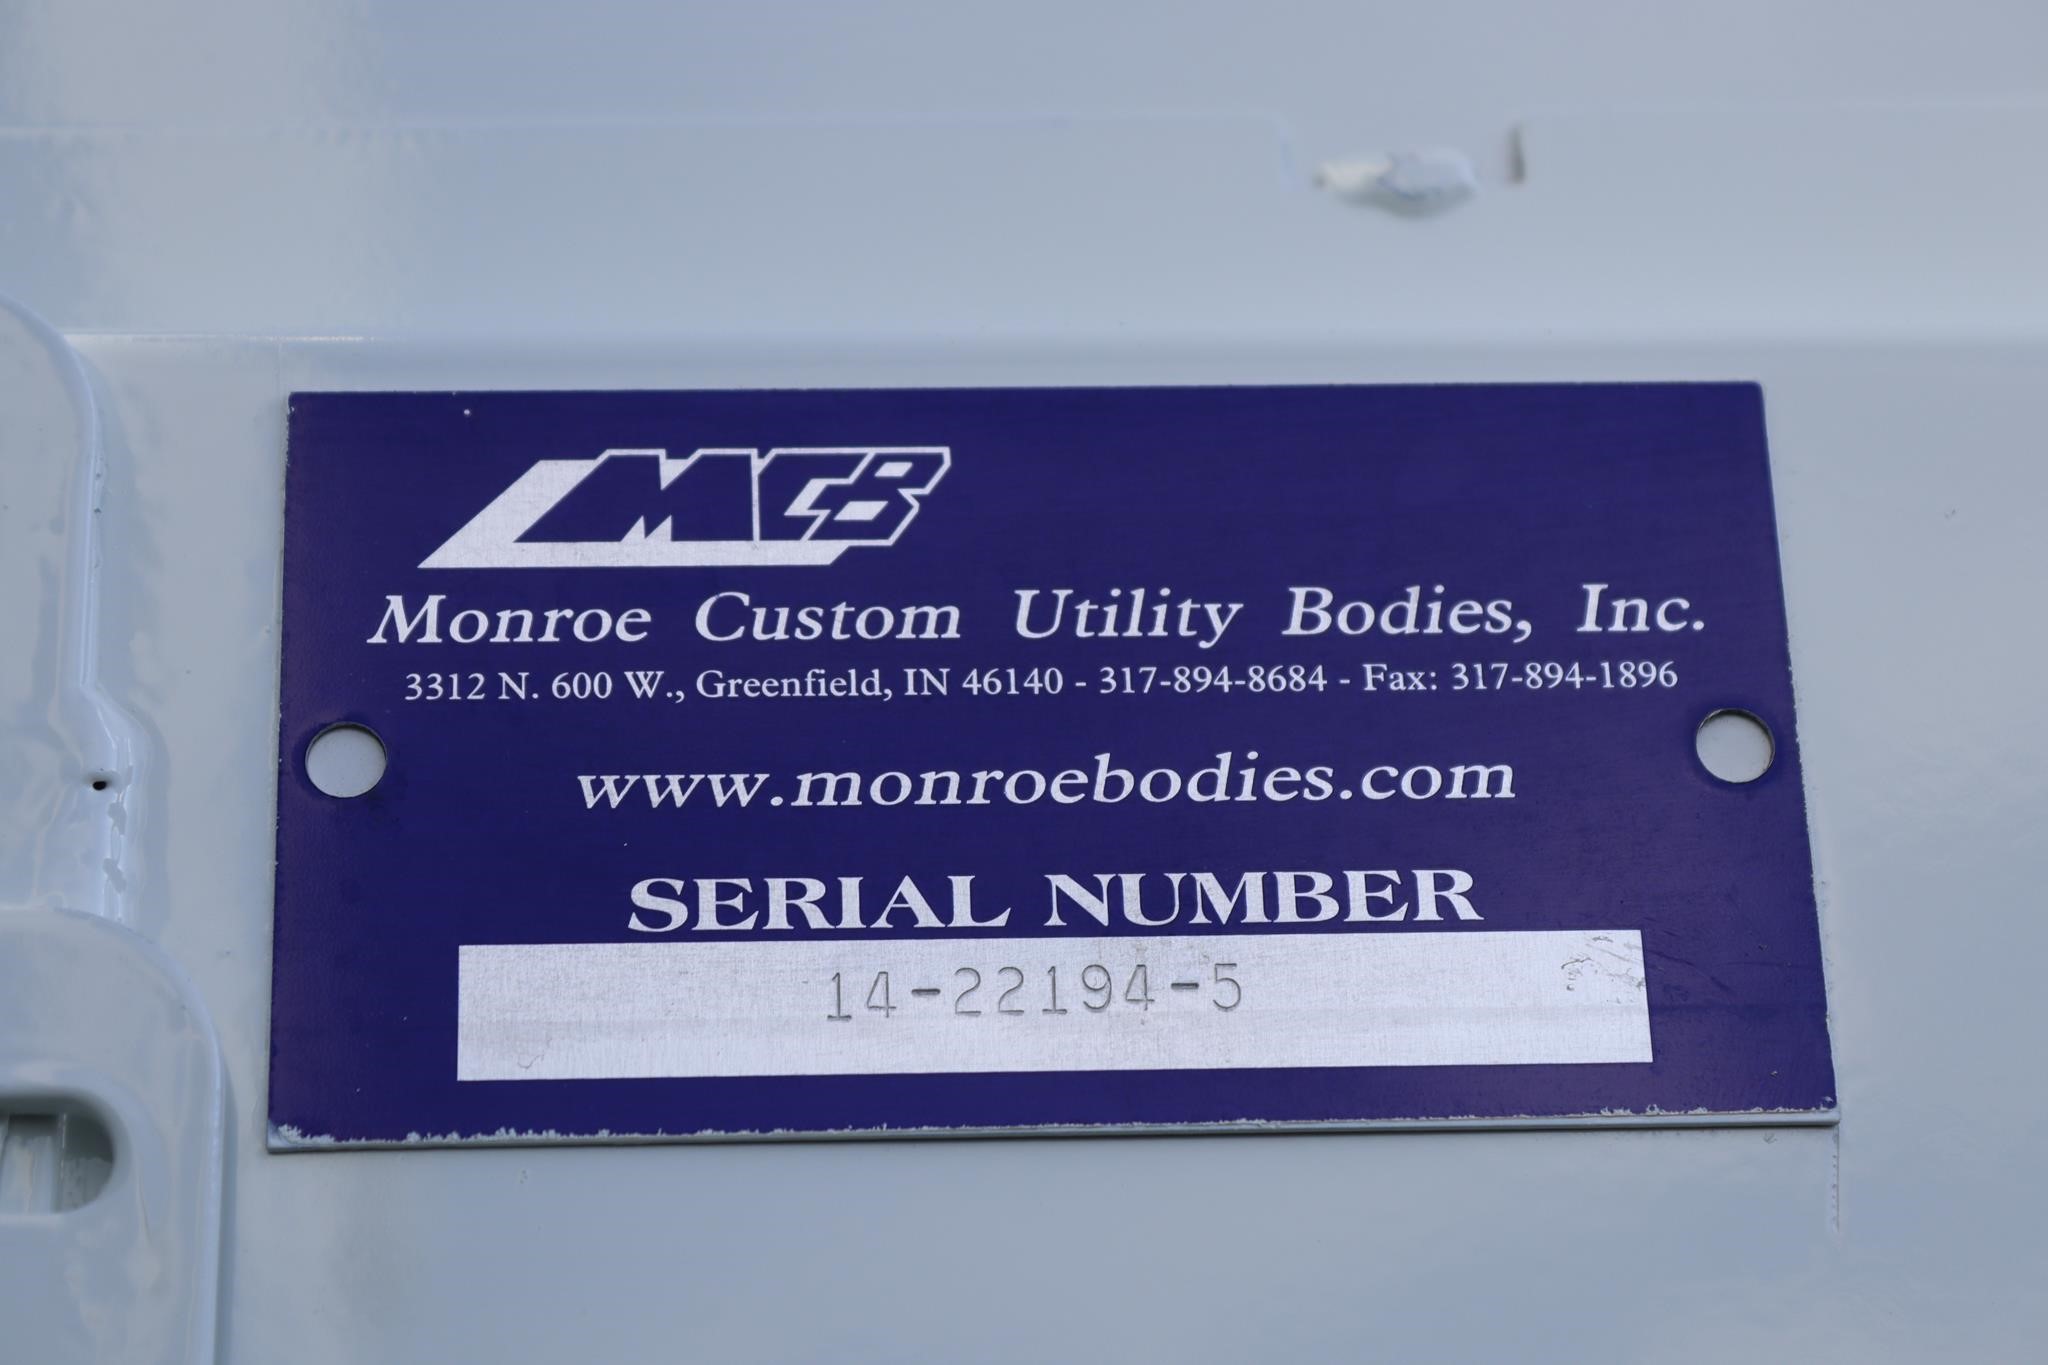 MCB
Monroe Custom Utility Bodies, Inc.
3312 N. 600 W., Greenfield, IN 46140 - 317-894-8684 - Fax: 317-894-1896
www.monroebodies.com
SERIAL NUMBER
14-22194-5